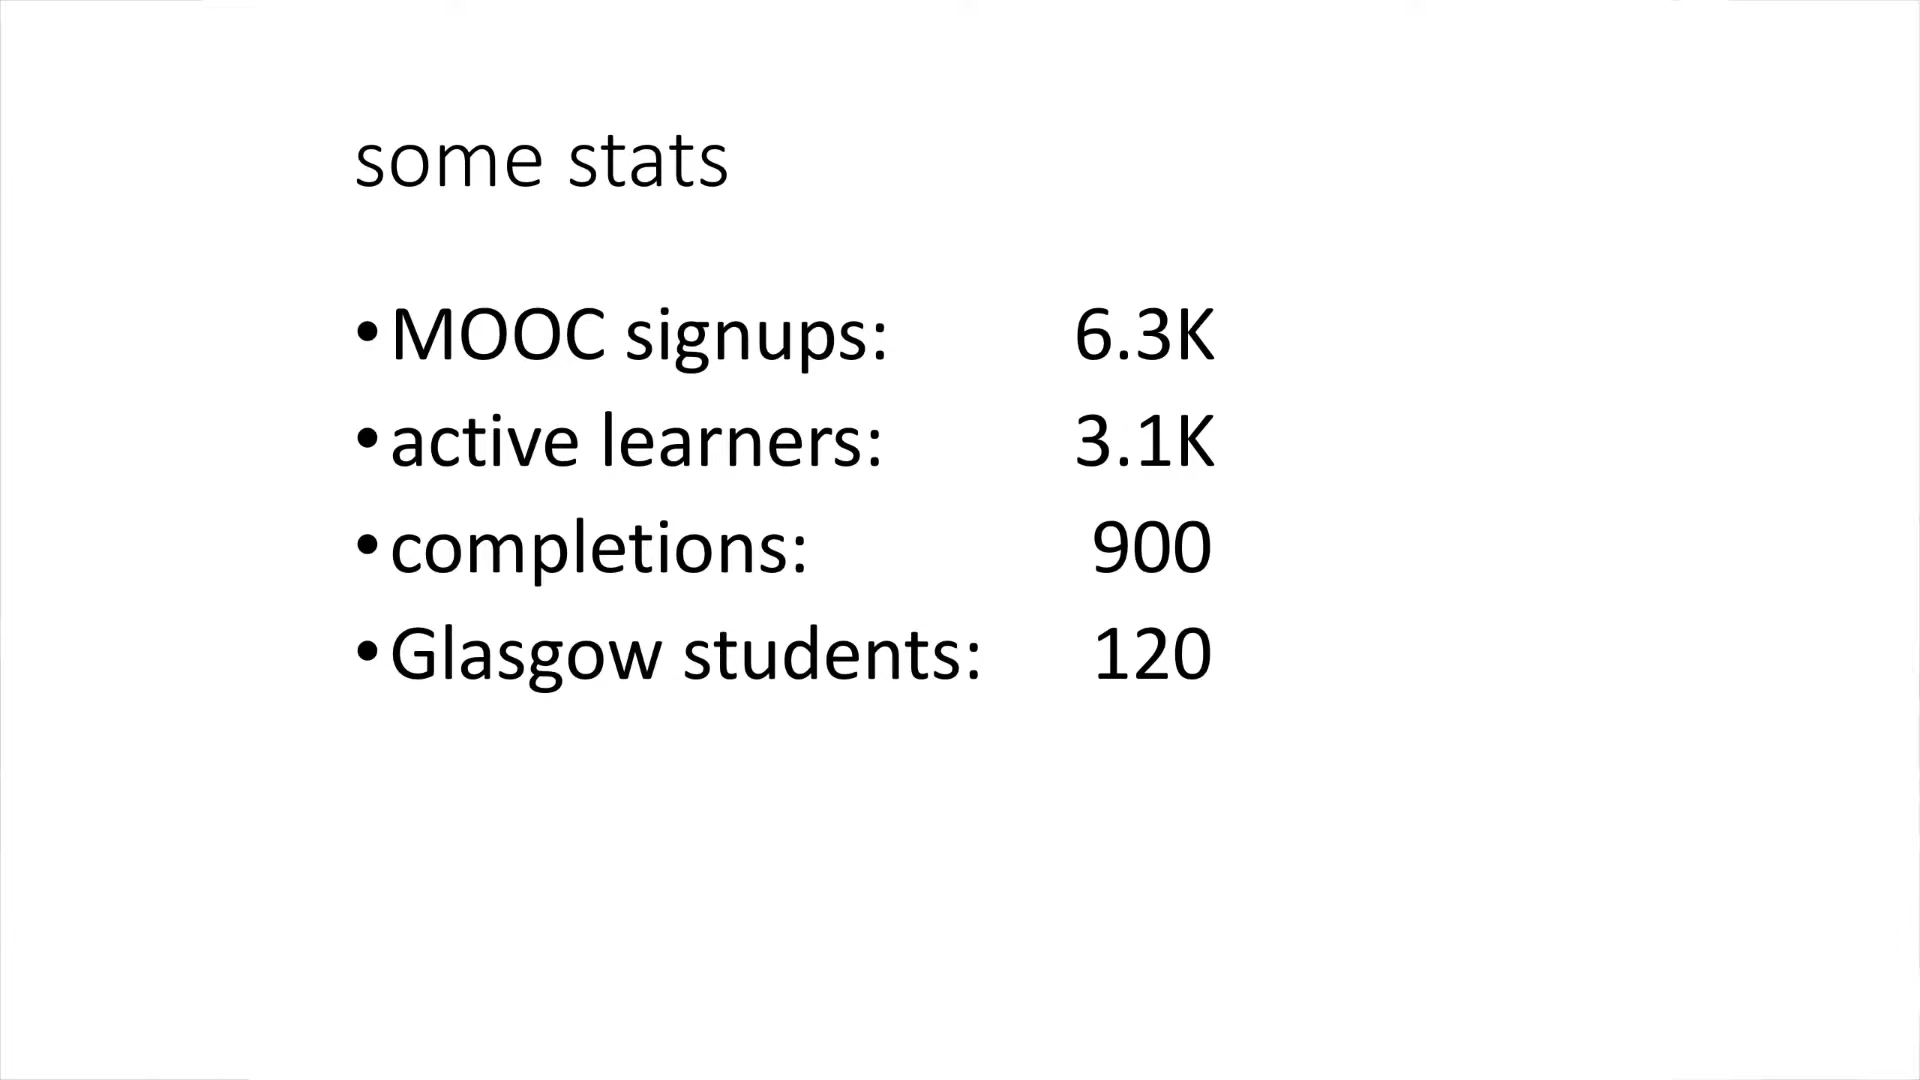 some stats
• MOOC signups: 6.3K
• active learners: 3.1K
• completions: 900
• Glasgow students: 120